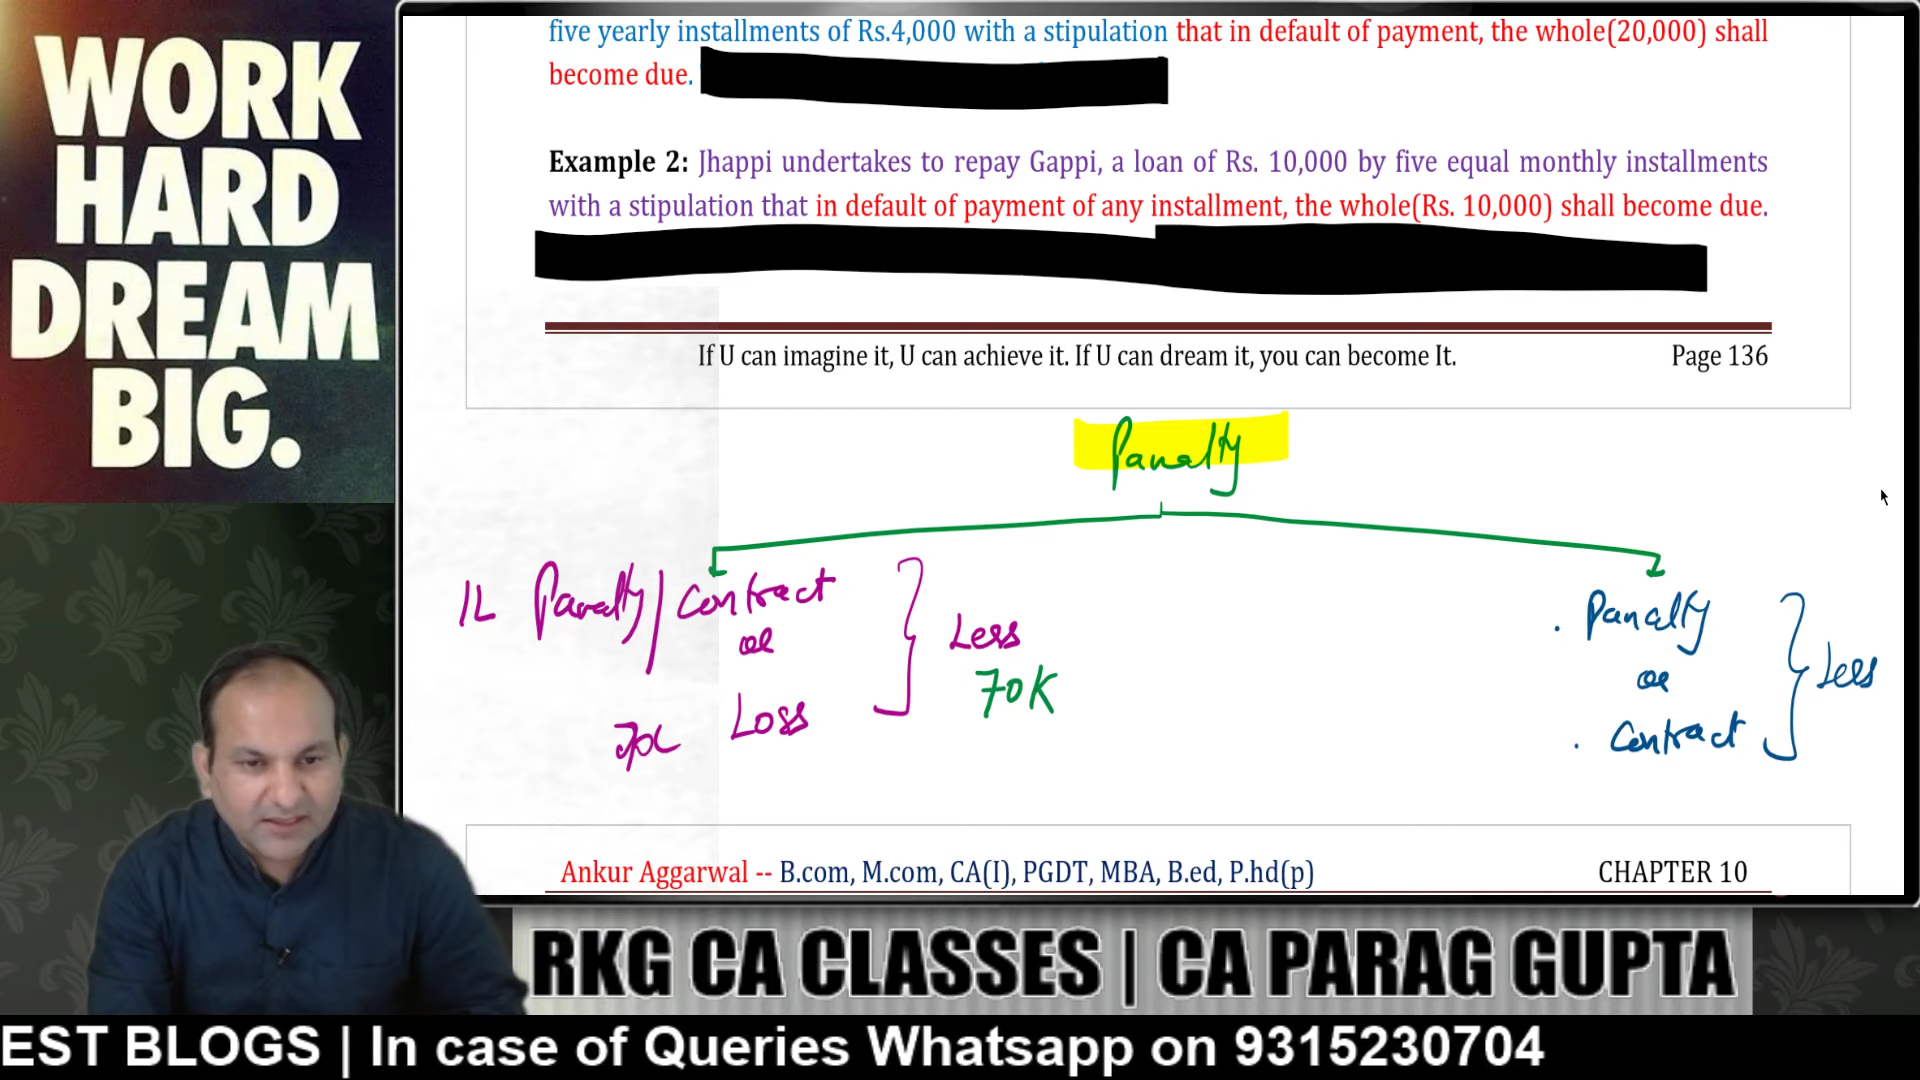 WORK
HARD
DREAM
BIG.
five yearly installments of Rs.4,000 with a stipulation that in default of payment, the whole(20,000) shall
become due.
Example 2: Jhappi undertakes to repay Gappi, a loan of Rs. 10,000 by five equal monthly installments
with a stipulation that in default of payment of any installment, the whole(Rs. 10,000) shall become due.
If U can imagine it, U can achieve it. If U can dream it, you can become It.
Page 136
Panalty
1L Panalty/Contract
or
Loss
Less
70K
. Panalty
or
. Contract
Less
Ankur Aggarwal -- B.com, M.com, CA(I), PGDT, MBA, B.ed, P.hd(p)
CHAPTER 10
RKG CA CLASSES | CA PARAG GUPTA
EST BLOGS | In case of Queries Whatsapp on 9315230704